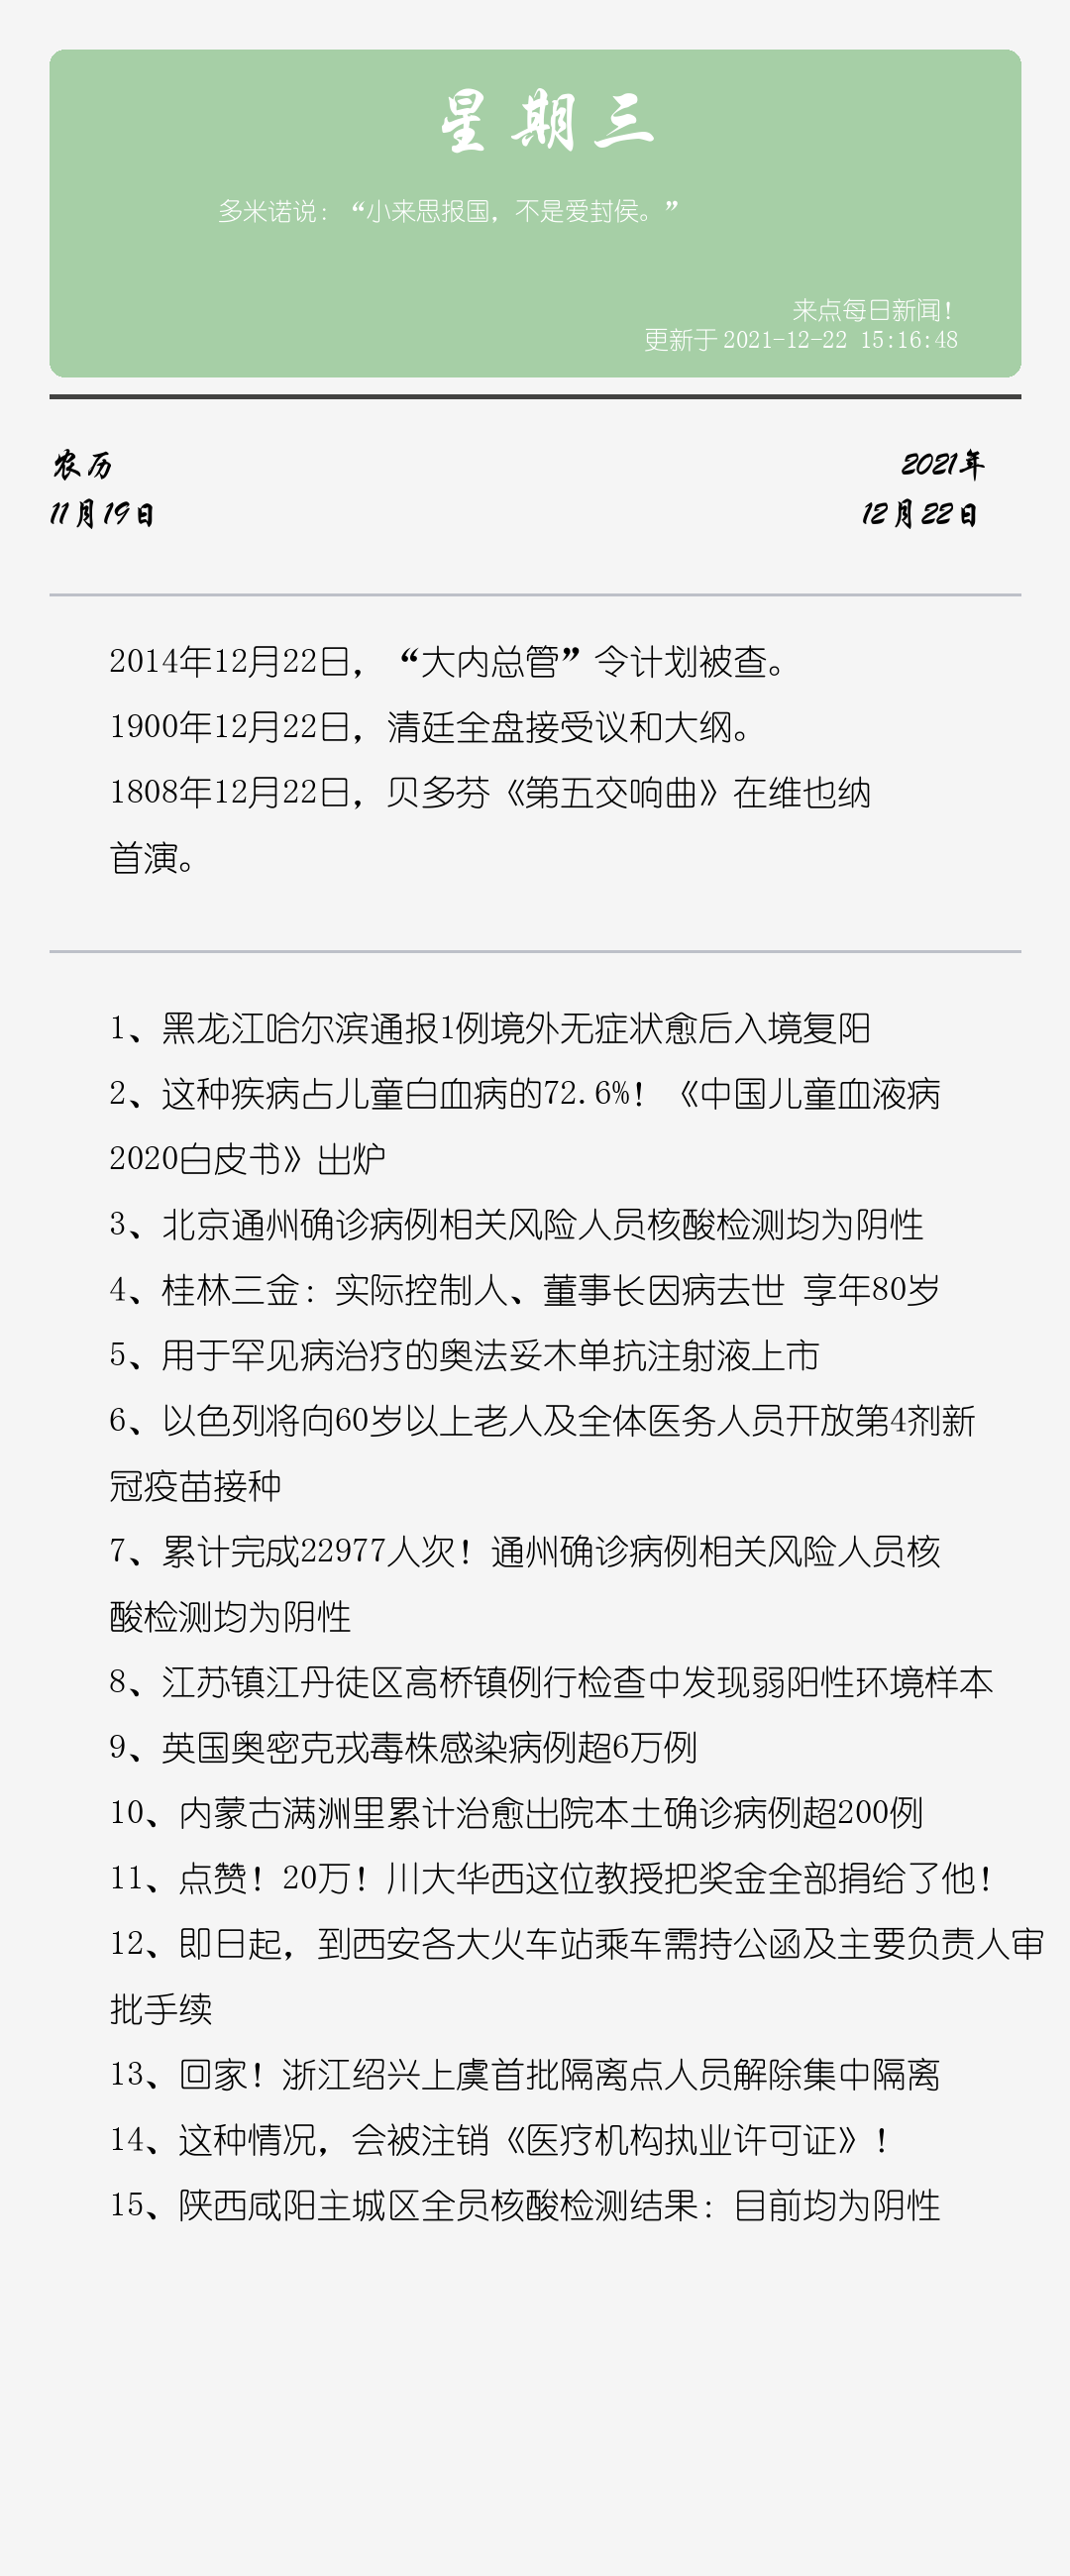 星期三
多米诺说：“小来思报国，不是爱封侯。”
来点每日新闻！
更新于 2021-12-22 15:16:48
农历
2021年
11月19日
12月22日
2014年12月22日，“大内总管”令计划被查。
1900年12月22日，清廷全盘接受议和大纲。
1808年12月22日，贝多芬《第五交响曲》在维也纳
首演。
1、黑龙江哈尔滨通报1例境外无症状愈后入境复阳
2、这种疾病占儿童白血病的72.6%！《中国儿童血液病
2020白皮书》出炉
3、北京通州确诊病例相关风险人员核酸检测均为阴性
4、桂林三金：实际控制人、董事长因病去世 享年80岁
5、用于罕见病治疗的奥法妥木单抗注射液上市
6、以色列将向60岁以上老人及全体医务人员开放第4剂新
冠疫苗接种
7、累计完成22977人次！通州确诊病例相关风险人员核
酸检测均为阴性
8、江苏镇江丹徒区高桥镇例行检查中发现弱阳性环境样本
9、英国奥密克戎毒株感染病例超6万例
10、内蒙古满洲里累计治愈出院本土确诊病例超200例
11、点赞！20万！川大华西这位教授把奖金全部捐给了他！
12、即日起，到西安各大火车站乘车需持公函及主要负责人审
批手续
13、回家！浙江绍兴上虞首批隔离点人员解除集中隔离
14、这种情况，会被注销《医疗机构执业许可证》！
15、陕西咸阳主城区全员核酸检测结果：目前均为阴性